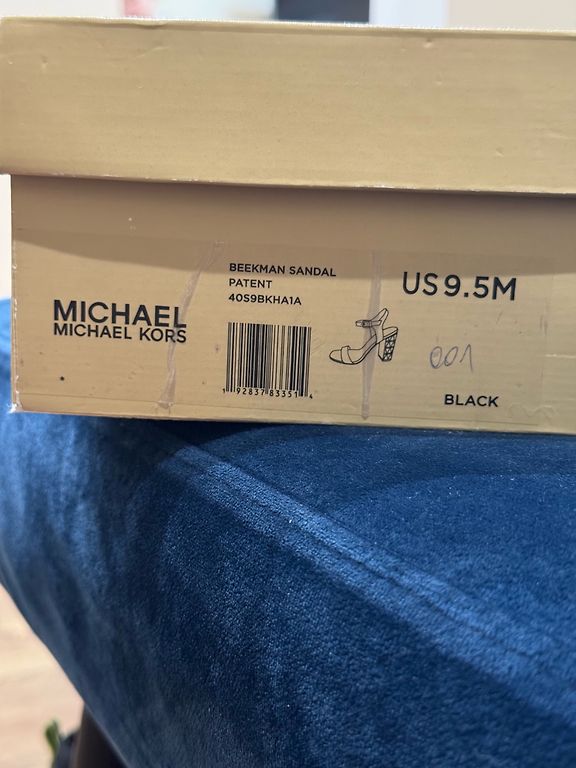 BEEKMAN SANDAL
PATENT
40S9BKHA1A
US 9.5M
MICHAEL
MICHAEL KORS
1 92837 83351 4
001
BLACK